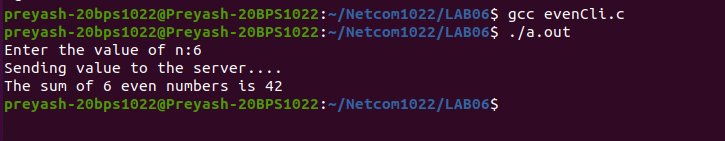 preyash-20bps1022@Preyash-20BPS1022:~/Netcom1022/LAB06$ gcc evenCli.c
preyash-20bps1022@Preyash-20BPS1022:~/Netcom1022/LAB06$ ./a.out
Enter the value of n:6
Sending value to the server....
The sum of 6 even numbers is 42
preyash-20bps1022@Preyash-20BPS1022:~/Netcom1022/LAB06$